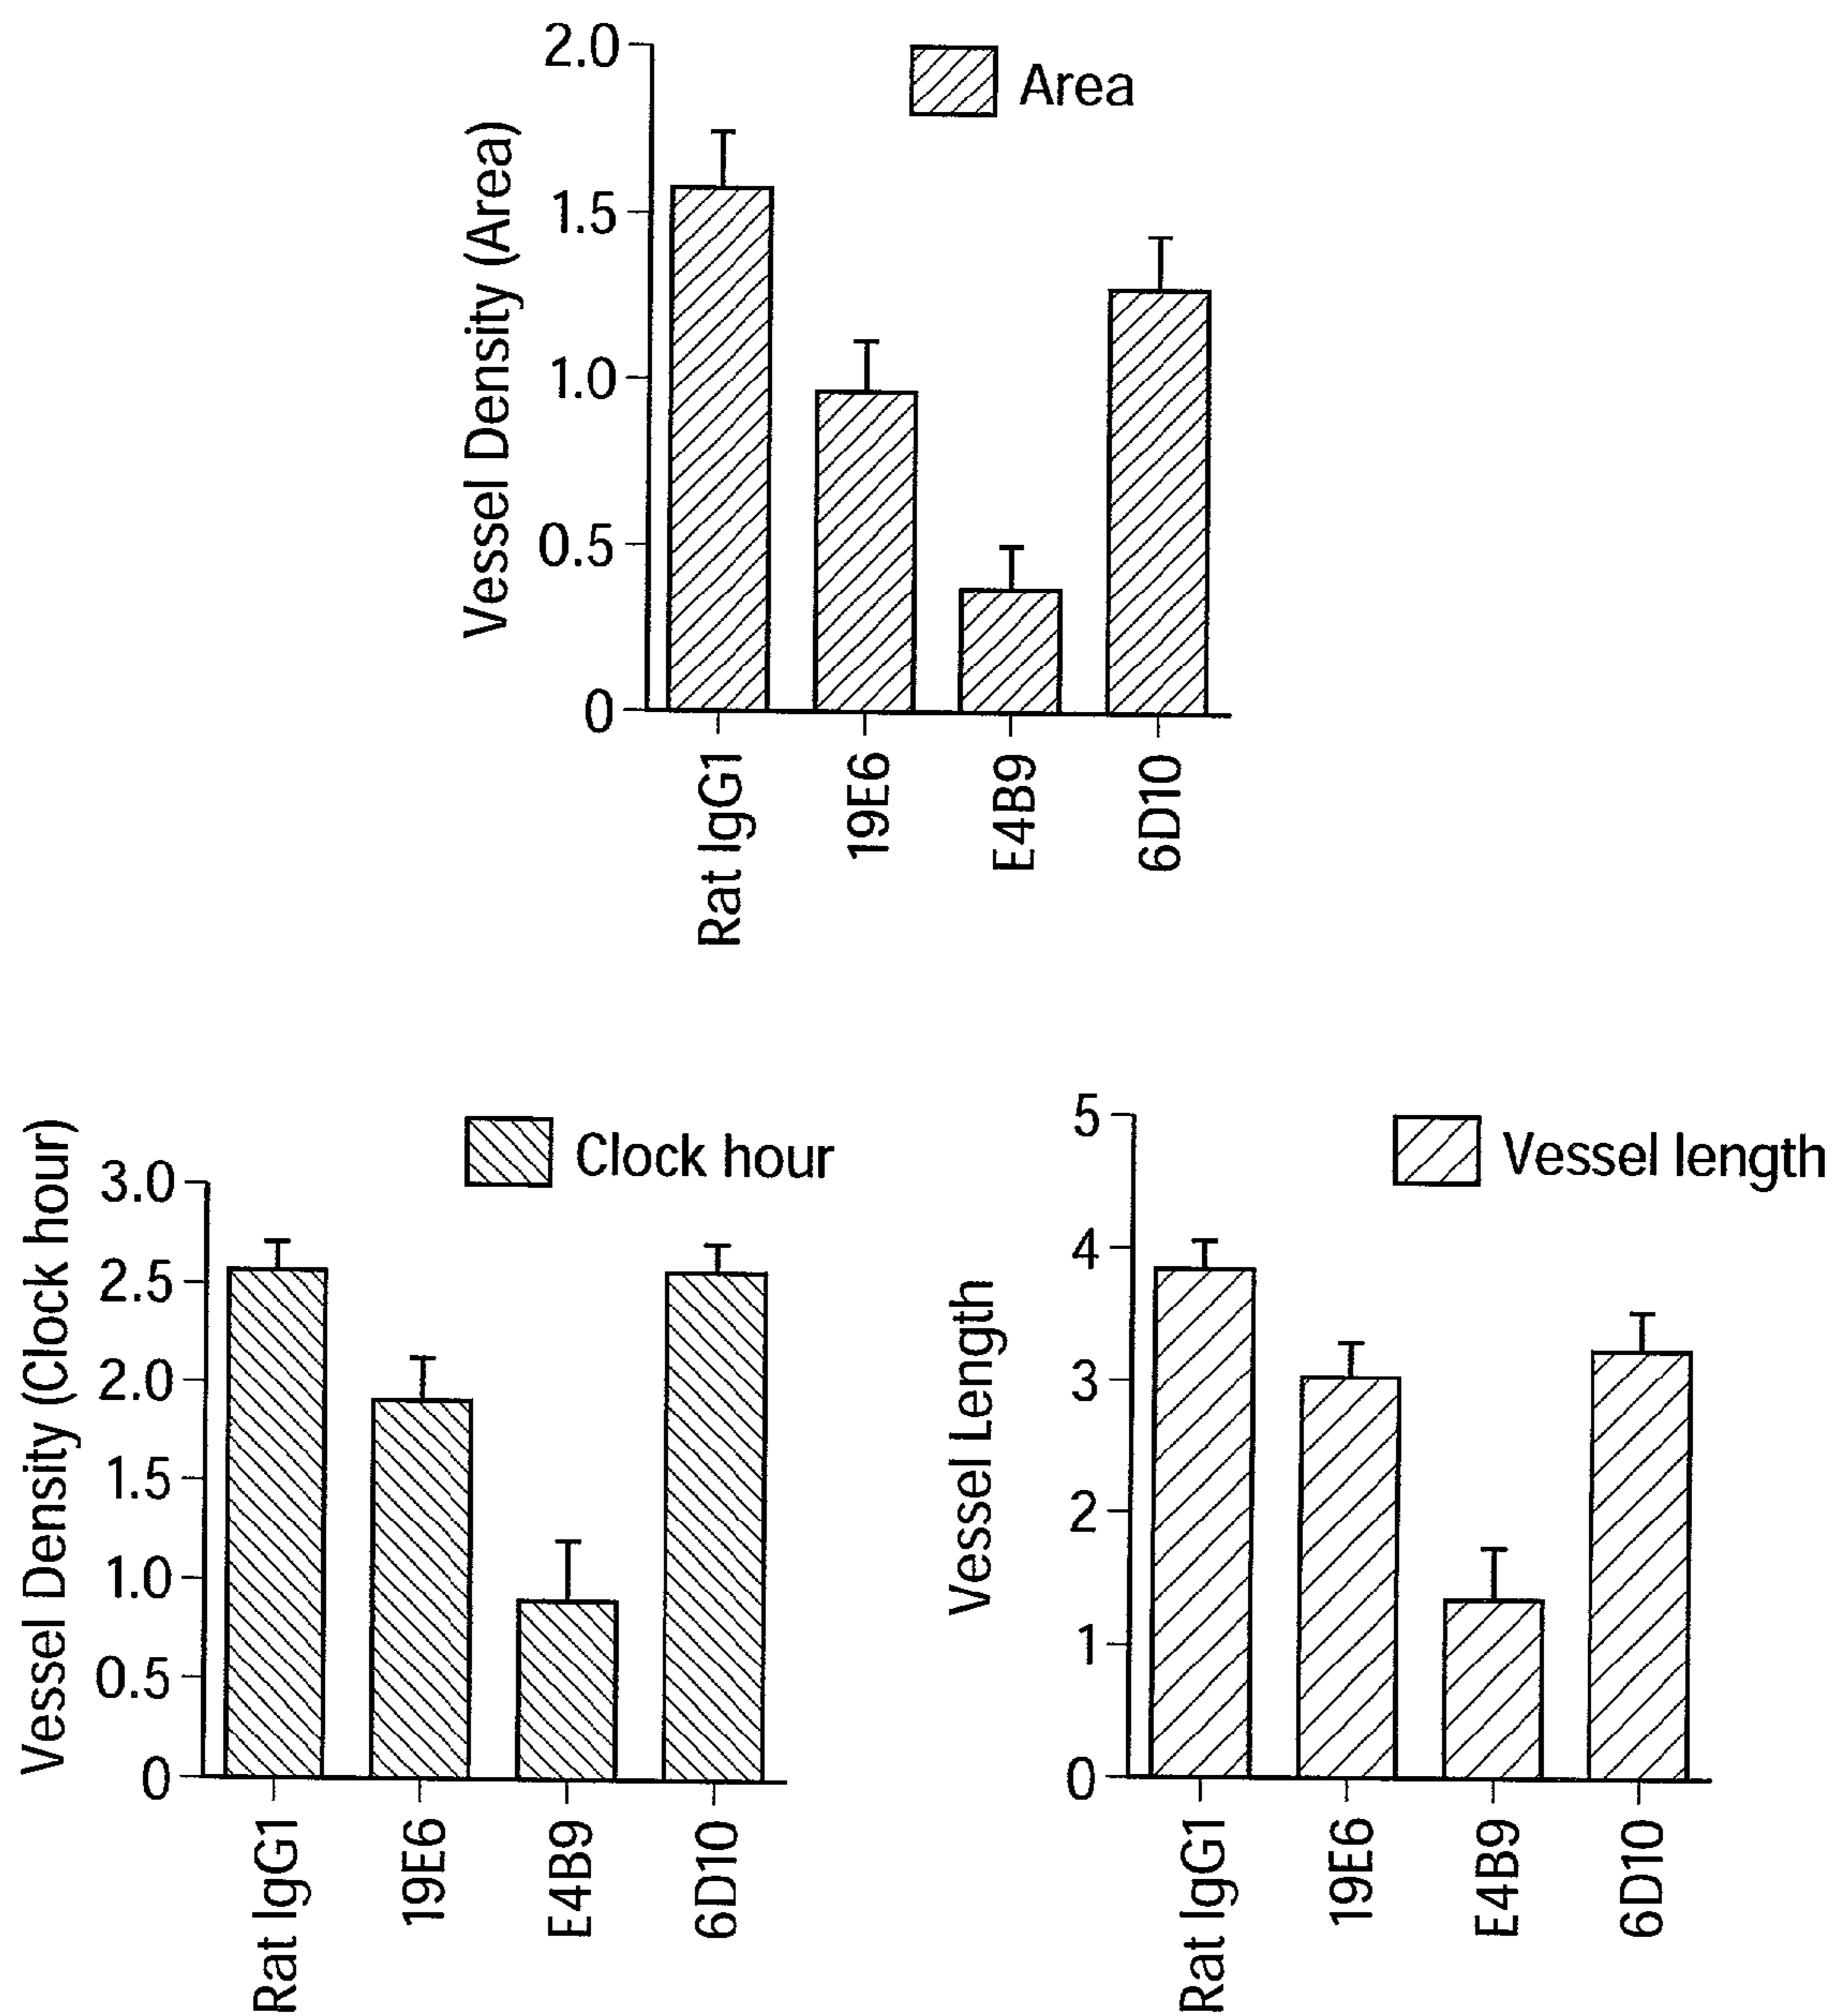 Area
Vessel Density (Area)
2.0
1.5
1.0
0.5
0
Rat IgG1
19E6
E4B9
6D10
Clock hour
Vessel Density (Clock hour)
3.0
2.5
2.0
1.5
1.0
0.5
0
Rat IgG1
19E6
E4B9
6D10
Vessel length
Vessel Length
5
4
3
2
1
0
Rat IgG1
19E6
E4B9
6D10